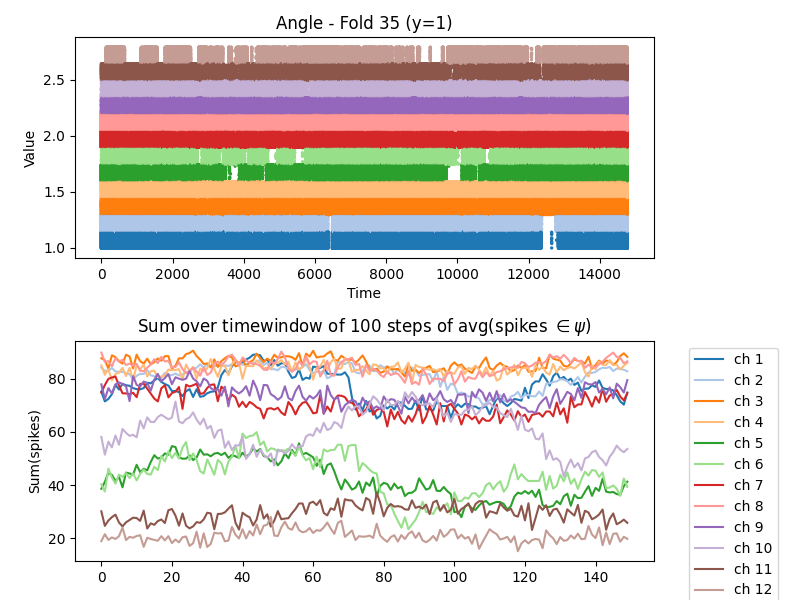 Angle - Fold 35 (y=1)
Value
2.5
2.0
1.5
1.0
0 2000 4000 6000 8000 10000 12000 14000
Time
Sum over timewindow of 100 steps of avg(spikes ∈ψ)
Sum(spikes)
80
60
40
20
0 20 40 60 80 100 120 140
ch 1
ch 2
ch 3
ch 4
ch 5
ch 6
ch 7
ch 8
ch 9
ch 10
ch 11
ch 12